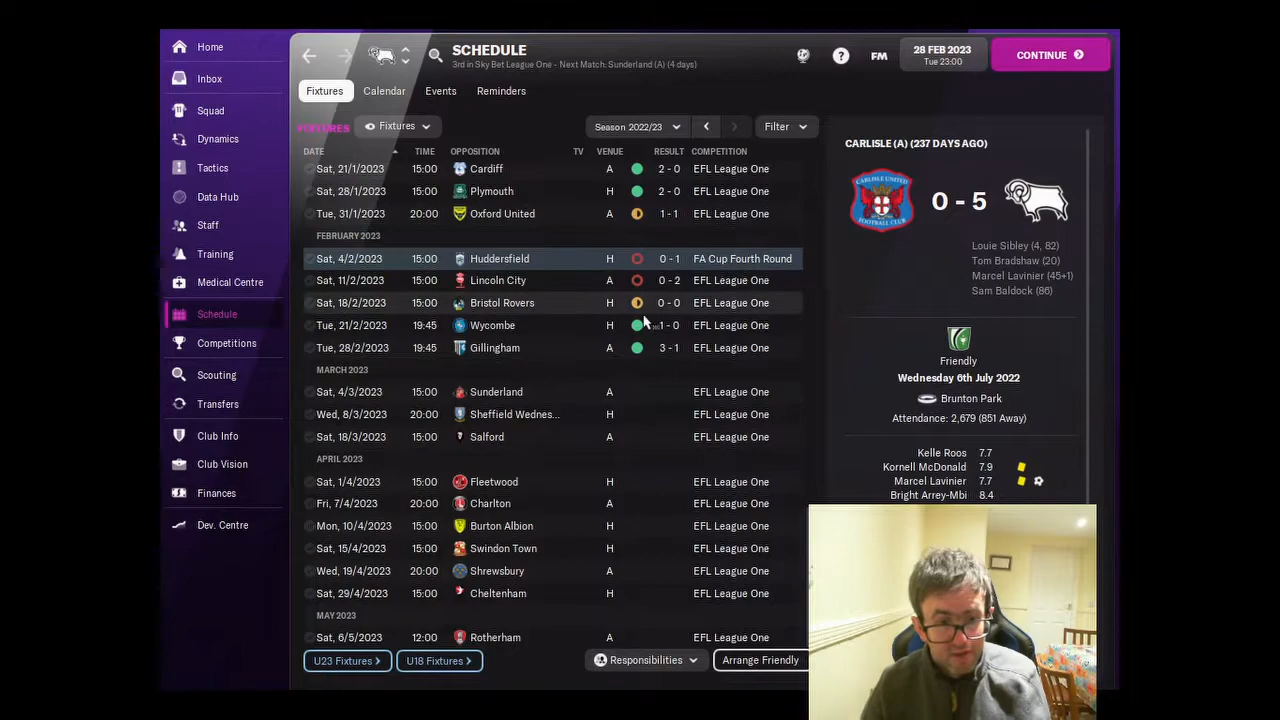 Home
Inbox
Squad
Dynamics
Tactics
Data Hub
Staff
Training
Medical Centre
Schedule
Competitions
Scouting
Transfers
Club Info
Club Vision
Finances
Dev. Centre
SCHEDULE
3rd in Sky Bet League One - Next Match: Sunderland (A) (4 days)
? FM
28 FEB 2023
Tue 23:00
CONTINUE
Fixtures Calendar Events Reminders
FIXTURES Fixtures Season 2022/23 Filter
DATE TIME OPPOSITION TV VENUE RESULT COMPETITION
Sat, 21/1/2023 15:00 Cardiff A 2 - 0 EFL League One
Sat, 28/1/2023 15:00 Plymouth H 2 - 0 EFL League One
Tue, 31/1/2023 20:00 Oxford United A 1 - 1 EFL League One
FEBRUARY 2023
Sat, 4/2/2023 15:00 Huddersfield H 0 - 1 FA Cup Fourth Round
Sat, 11/2/2023 15:00 Lincoln City A 0 - 2 EFL League One
Sat, 18/2/2023 15:00 Bristol Rovers H 0 - 0 EFL League One
Tue, 21/2/2023 19:45 Wycombe H 1 - 0 EFL League One
Tue, 28/2/2023 19:45 Gillingham A 3 - 1 EFL League One
MARCH 2023
Sat, 4/3/2023 15:00 Sunderland A EFL League One
Wed, 8/3/2023 20:00 Sheffield Wednes... H EFL League One
Sat, 18/3/2023 15:00 Salford A EFL League One
APRIL 2023
Sat, 1/4/2023 15:00 Fleetwood H EFL League One
Fri, 7/4/2023 20:00 Charlton A EFL League One
Mon, 10/4/2023 15:00 Burton Albion H EFL League One
Sat, 15/4/2023 15:00 Swindon Town H EFL League One
Wed, 19/4/2023 20:00 Shrewsbury A EFL League One
Sat, 29/4/2023 15:00 Cheltenham H EFL League One
MAY 2023
Sat, 6/5/2023 12:00 Rotherham A EFL League One
U23 Fixtures > U18 Fixtures > Responsibilities Arrange Friendly
CARLISLE (A) (237 DAYS AGO)
CARLISLE UNITED
FOOTBALL CLUB
0 - 5
Louie Sibley (4, 82)
Tom Bradshaw (20)
Marcel Lavinier (45+1)
Sam Baldock (86)
Friendly
Wednesday 6th July 2022
Brunton Park
Attendance: 2,679 (851 Away)
Kelle Roos 7.7
Kornell McDonald 7.9
Marcel Lavinier 7.7
Bright Arrey-Mbi 8.4